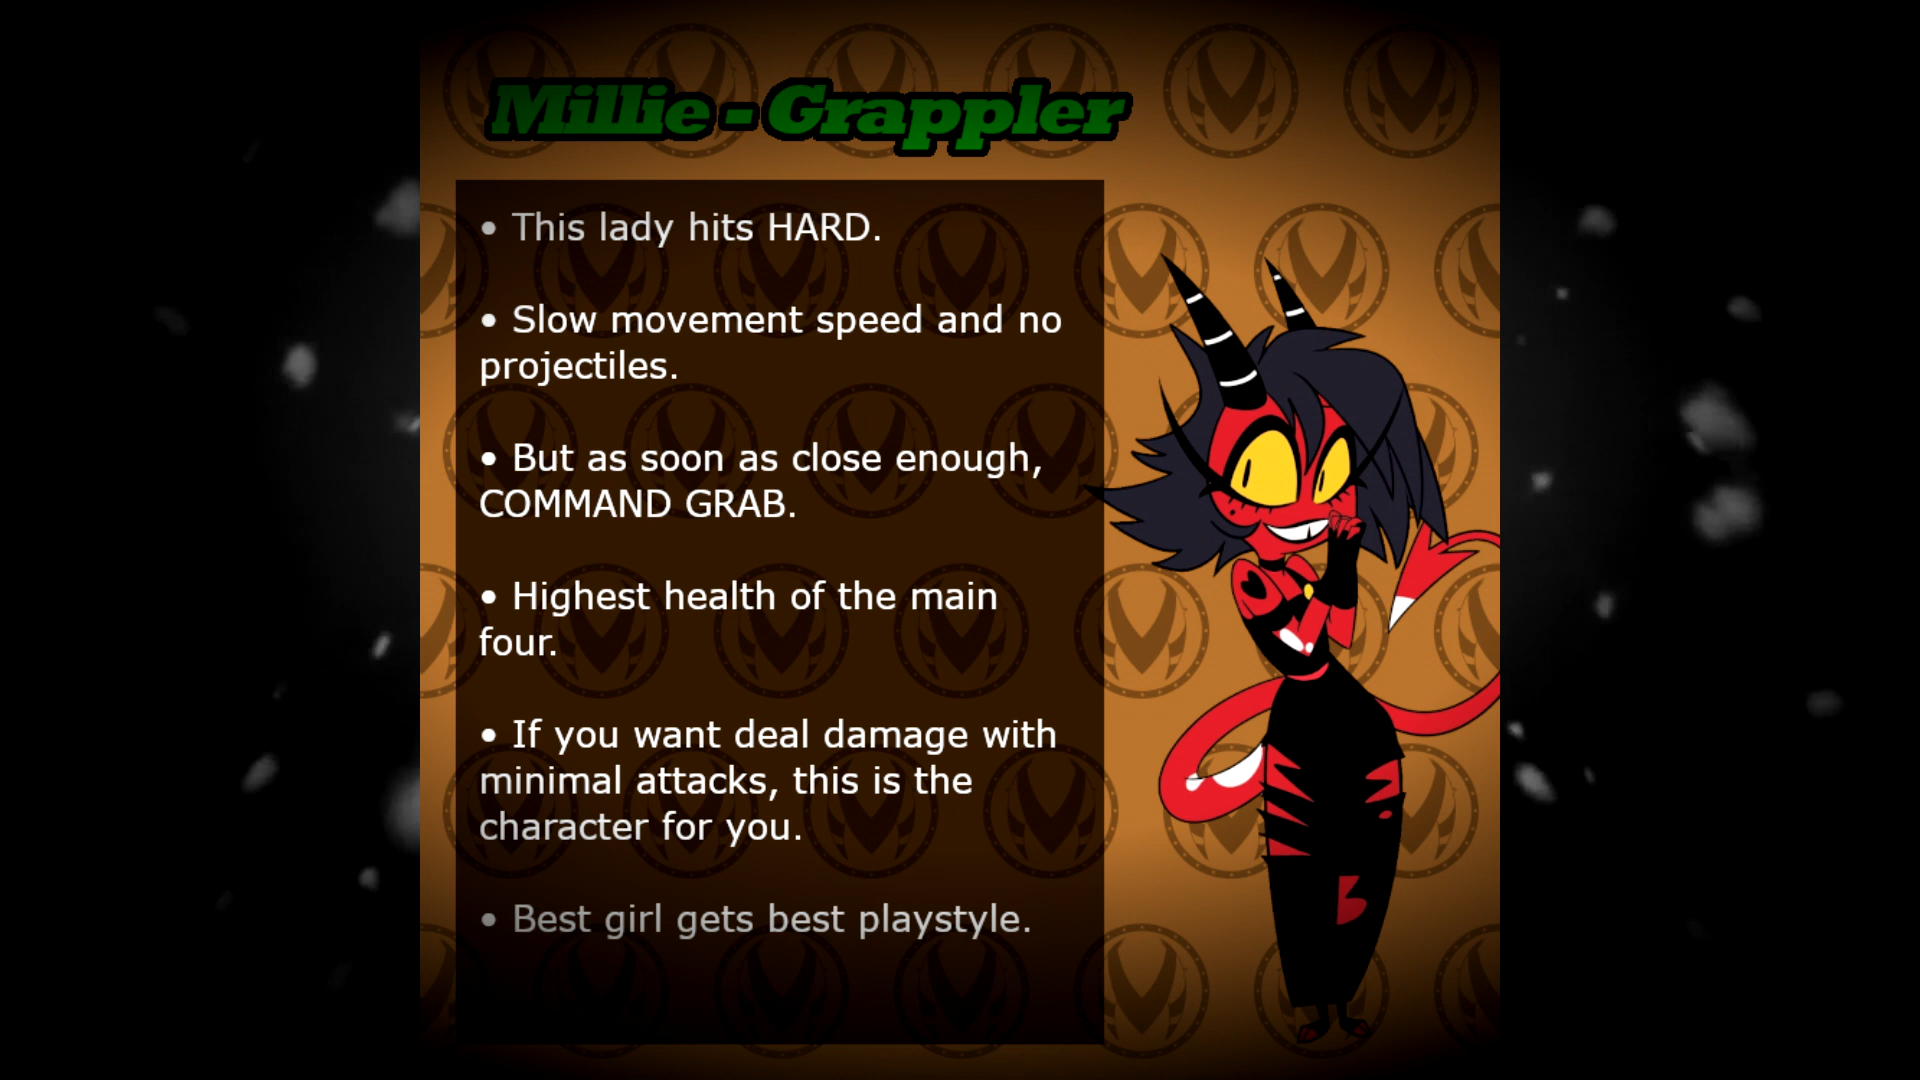 Millie - Grappler
• This lady hits HARD.
• Slow movement speed and no
projectiles.
• But as soon as close enough,
COMMAND GRAB.
• Highest health of the main
four.
• If you want deal damage with
minimal attacks, this is the
character for you.
• Best girl gets best playstyle.